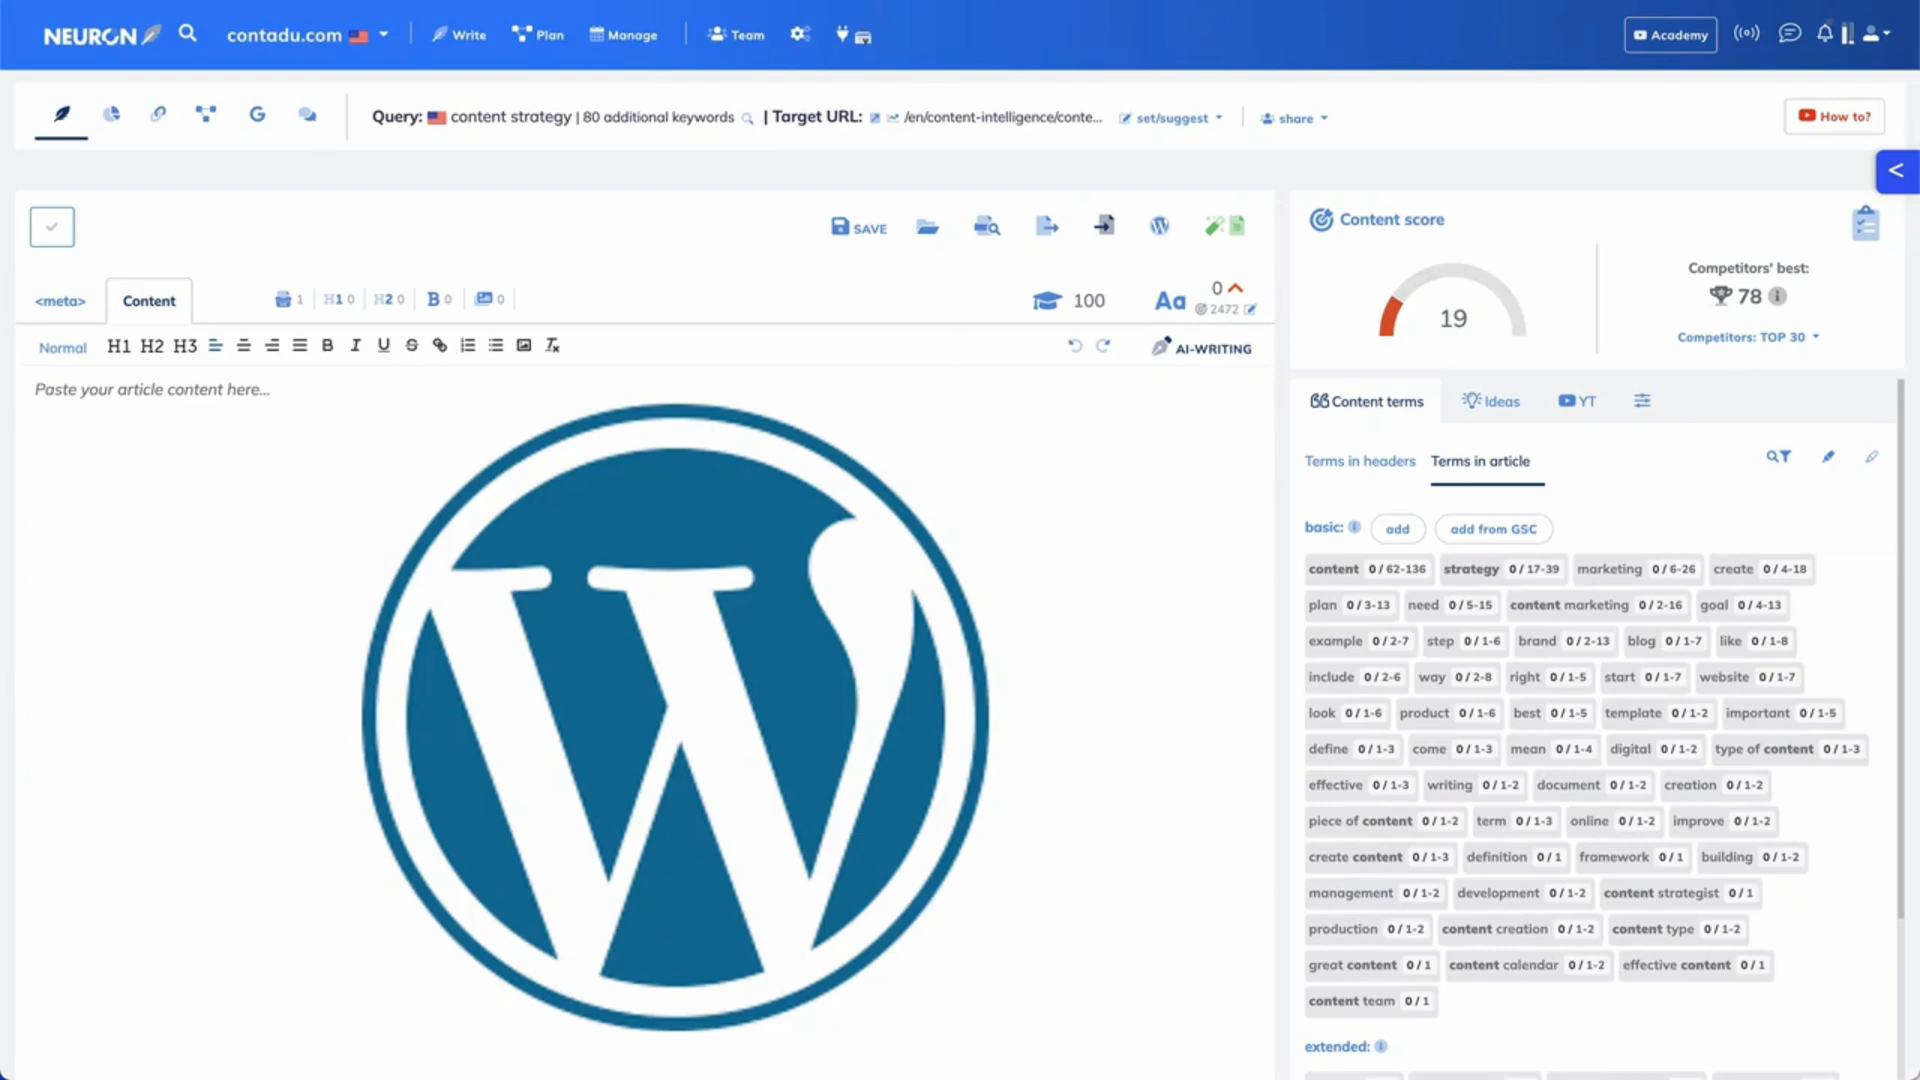 NEURON contadu.com Write Plan Manage Team Academy
Query: content strategy | 80 additional keywords | Target URL: /en/content-intelligence/conte... set/suggest share How to?
<
SAVE
Content score
Competitors' best:
78
19
Competitors: TOP 30
<meta> Content 1 H1 0 H2 0 B 0 0 100 Aa 0 2472
Normal H1 H2 H3 B I U S Tx AI-WRITING
Paste your article content here...
Content terms Ideas YT
Terms in headers Terms in article
basic: add add from GSC
content 0 / 62-136 strategy 0 / 17-39 marketing 0 / 6-26 create 0 / 4-18
plan 0 / 3-13 need 0 / 5-15 content marketing 0 / 2-16 goal 0 / 4-13
example 0 / 2-7 step 0 / 1-6 brand 0 / 2-13 blog 0 / 1-7 like 0 / 1-8
include 0 / 2-6 way 0 / 2-8 right 0 / 1-5 start 0 / 1-7 website 0 / 1-7
look 0 / 1-6 product 0 / 1-6 best 0 / 1-5 template 0 / 1-2 important 0 / 1-5
define 0 / 1-3 come 0 / 1-3 mean 0 / 1-4 digital 0 / 1-2 type of content 0 / 1-3
effective 0 / 1-3 writing 0 / 1-2 document 0 / 1-2 creation 0 / 1-2
piece of content 0 / 1-2 term 0 / 1-3 online 0 / 1-2 improve 0 / 1-2
create content 0 / 1-3 definition 0 / 1 framework 0 / 1 building 0 / 1-2
management 0 / 1-2 development 0 / 1-2 content strategist 0 / 1
production 0 / 1-2 content creation 0 / 1-2 content type 0 / 1-2
great content 0 / 1 content calendar 0 / 1-2 effective content 0 / 1
content team 0 / 1
extended: